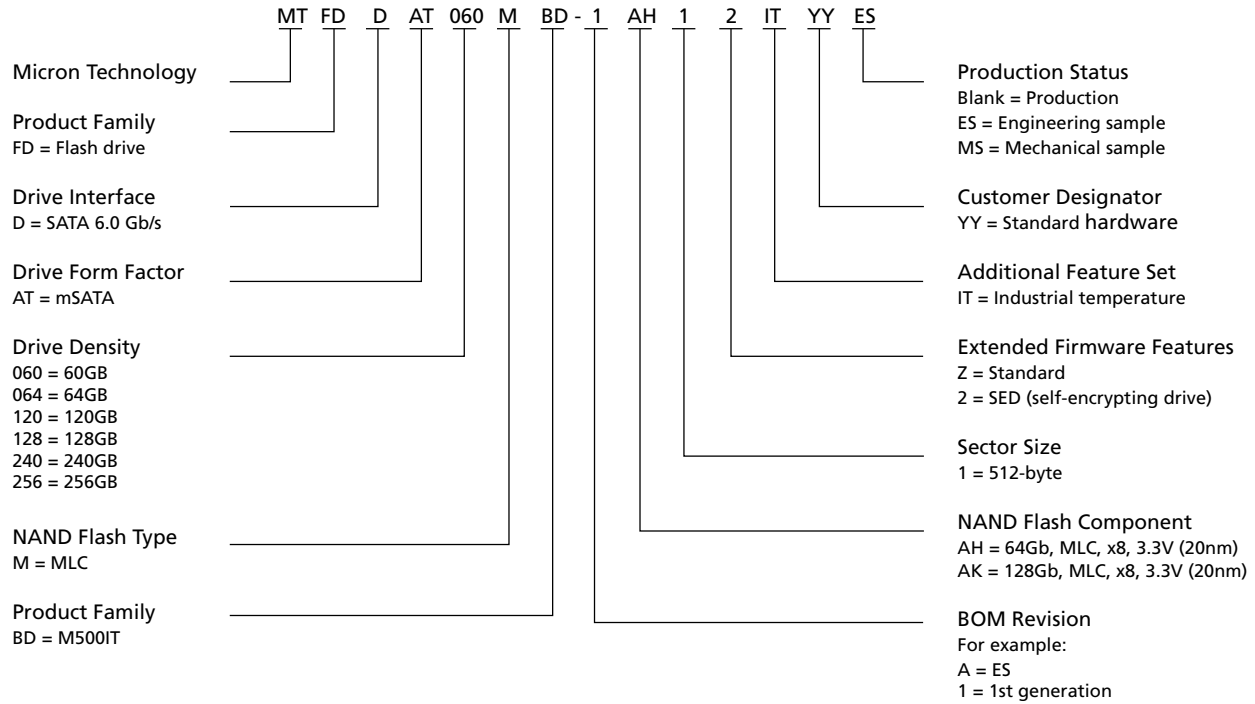 MT FD D AT 060 M BD - 1 AH 1 2 IT YY ES
Micron Technology
Product Family
FD = Flash drive
Drive Interface
D = SATA 6.0 Gb/s
Drive Form Factor
AT = mSATA
Drive Density
060 = 60GB
064 = 64GB
120 = 120GB
128 = 128GB
240 = 240GB
256 = 256GB
NAND Flash Type
M = MLC
Product Family
BD = M500IT
Production Status
Blank = Production
ES = Engineering sample
MS = Mechanical sample
Customer Designator
YY = Standard hardware
Additional Feature Set
IT = Industrial temperature
Extended Firmware Features
Z = Standard
2 = SED (self-encrypting drive)
Sector Size
1 = 512-byte
NAND Flash Component
AH = 64Gb, MLC, x8, 3.3V (20nm)
AK = 128Gb, MLC, x8, 3.3V (20nm)
BOM Revision
For example:
A = ES
1 = 1st generation